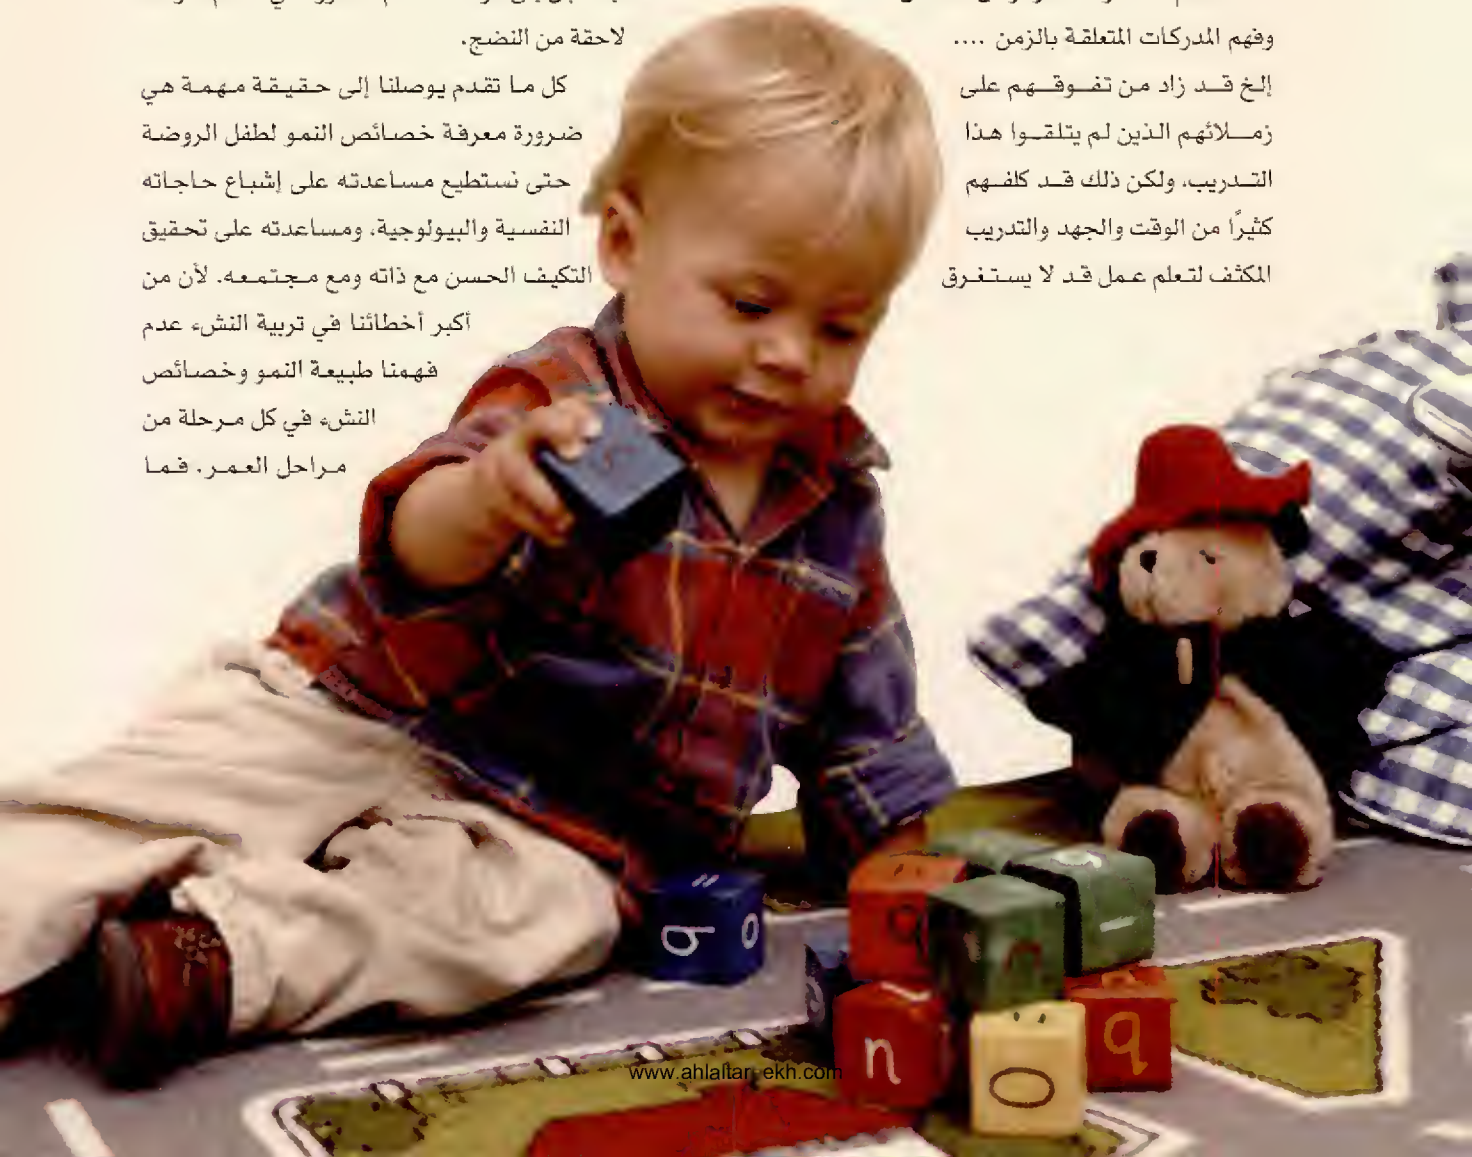 وفهم المدركات المتعلقة بالزمن ....
إلخ قد زاد من تفوقهم على
زملائهم الذين لم يتلقوا هذا
التدريب، ولكن ذلك قد كلفهم
كثيرًا من الوقت والجهد والتدريب
المكثف لتعلم عمل قد لا يستغرق
لاحقة من النضج.
كل ما تقدم يوصلنا إلى حقيقة مهمة هي
ضرورة معرفة خصائص النمو لطفل الروضة
حتى نستطيع مساعدته على إشباع حاجاته
النفسية والبيولوجية، ومساعدته على تحقيق
التكيف الحسن مع ذاته ومع مجتمعه. لأن من
أكبر أخطائنا في تربية النشء عدم
فهمنا طبيعة النمو وخصائص
النشء في كل مرحلة من
مراحل العمر. فما
q o
q
n
q
O